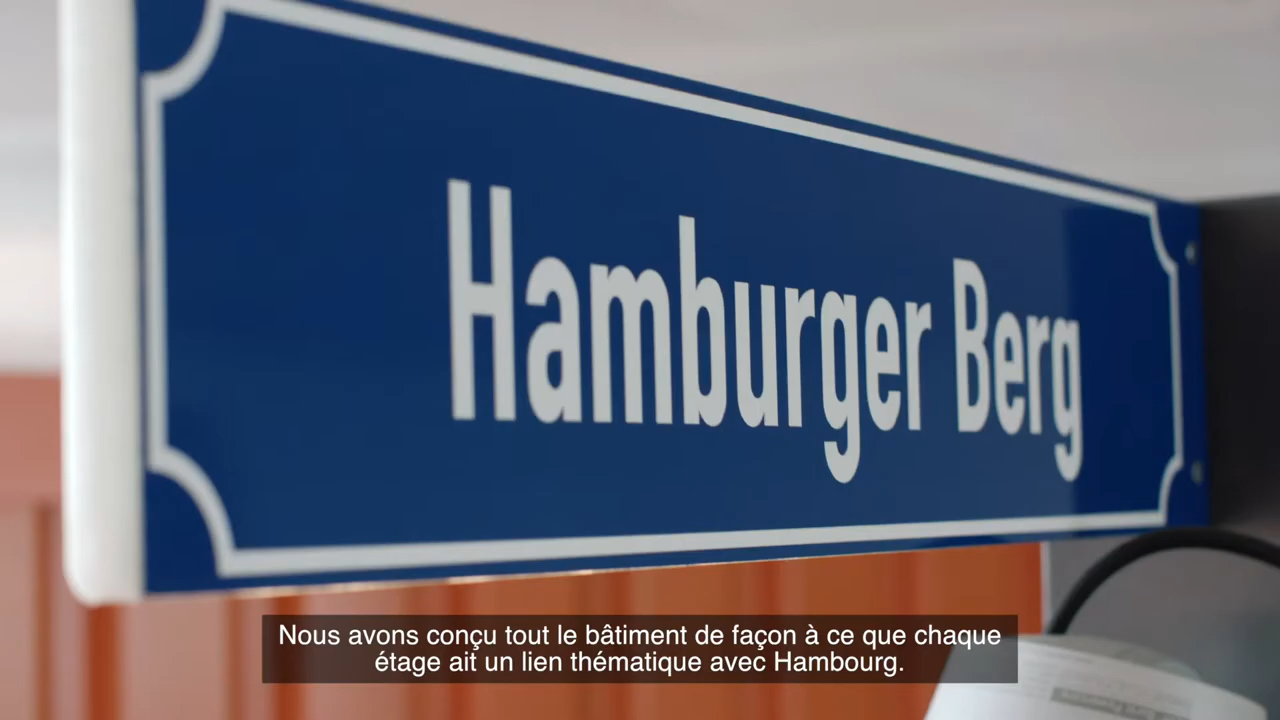 Hamburger Berg
Nous avons conçu tout le bâtiment de façon à ce que chaque
étage ait un lien thématique avec Hambourg.